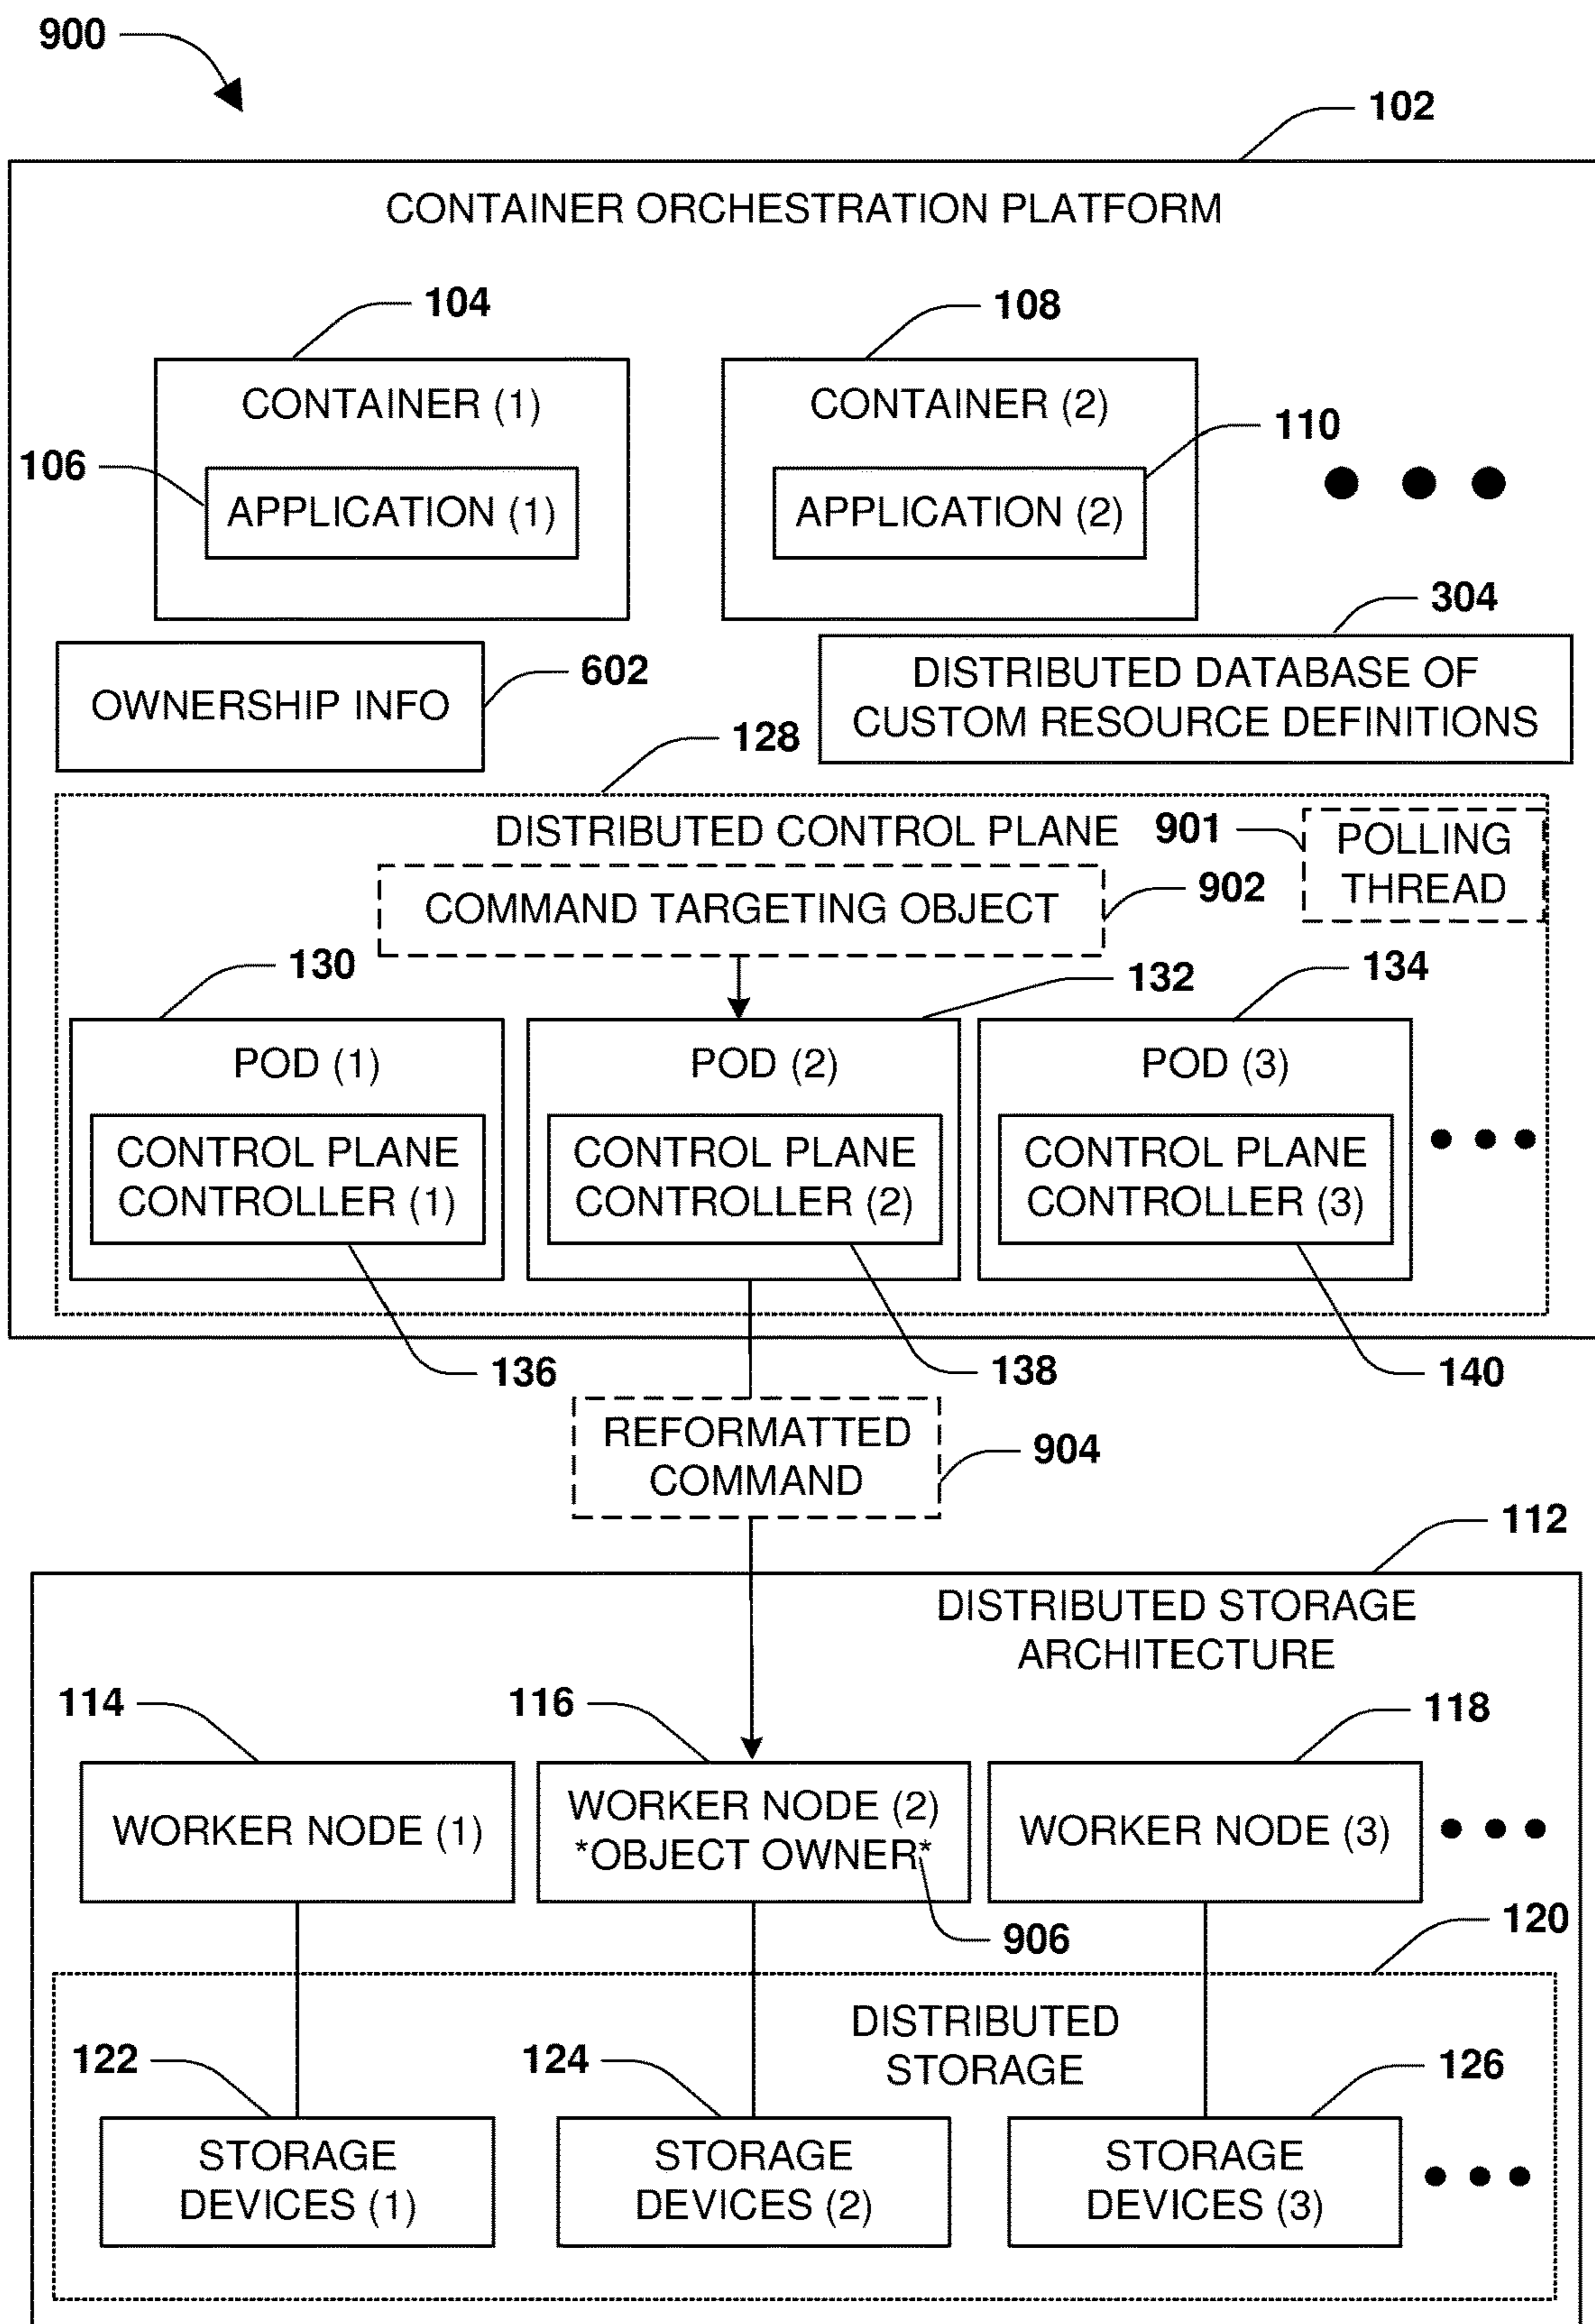 900
102
CONTAINER ORCHESTRATION PLATFORM
104
108
CONTAINER (1)
CONTAINER (2)
110
106
APPLICATION (1)
APPLICATION (2)
304
602
OWNERSHIP INFO
DISTRIBUTED DATABASE OF
CUSTOM RESOURCE DEFINITIONS
128
DISTRIBUTED CONTROL PLANE
901
POLLING
THREAD
COMMAND TARGETING OBJECT
902
130
132
134
POD (1)
POD (2)
POD (3)
CONTROL PLANE
CONTROLLER (1)
CONTROL PLANE
CONTROLLER (2)
CONTROL PLANE
CONTROLLER (3)
136
138
140
REFORMATTED
COMMAND
904
112
DISTRIBUTED STORAGE
ARCHITECTURE
114
116
118
WORKER NODE (1)
WORKER NODE (2)
*OBJECT OWNER*
WORKER NODE (3)
906
120
DISTRIBUTED
STORAGE
122
124
126
STORAGE
DEVICES (1)
STORAGE
DEVICES (2)
STORAGE
DEVICES (3)